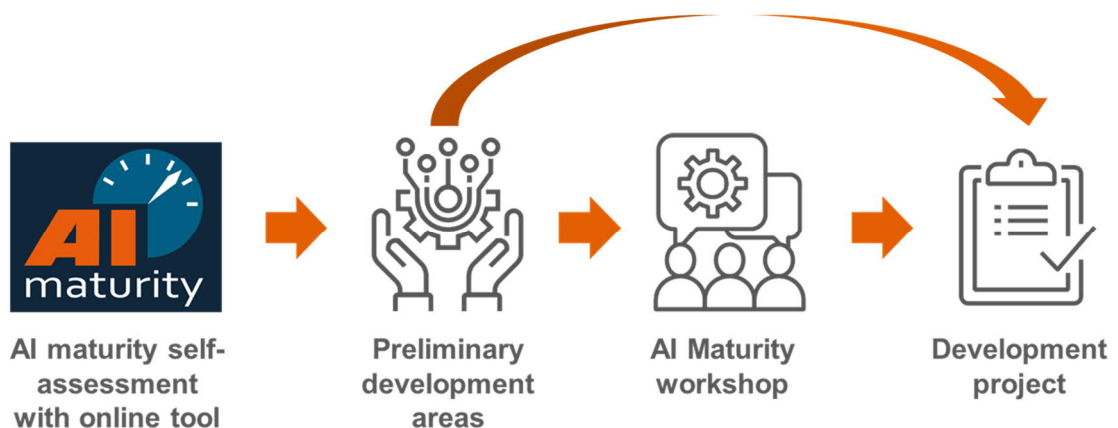 AI
maturity
AI maturity self-
assessment
with online tool
Preliminary
development
areas
AI Maturity
workshop
Development
project